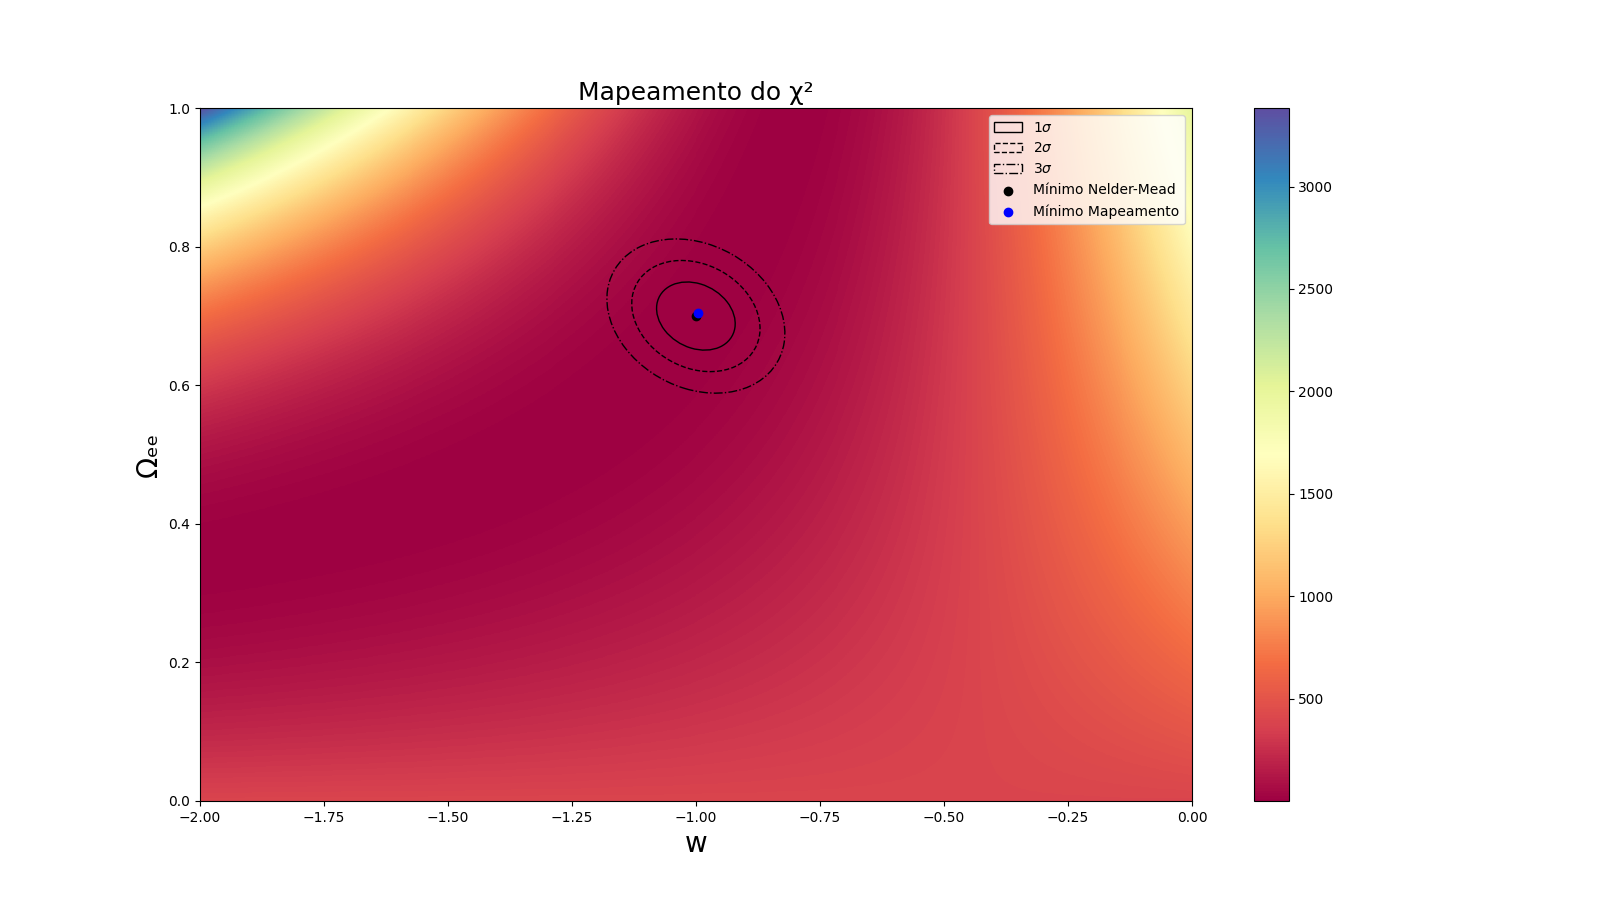 Mapeamento do χ²
1σ
2σ
3σ
Mínimo Nelder-Mead
Mínimo Mapeamento
Ωₑₑ
1.0
0.8
0.6
0.4
0.2
0.0
−2.00 −1.75 −1.50 −1.25 −1.00 −0.75 −0.50 −0.25 0.00
w
3000
2500
2000
1500
1000
500